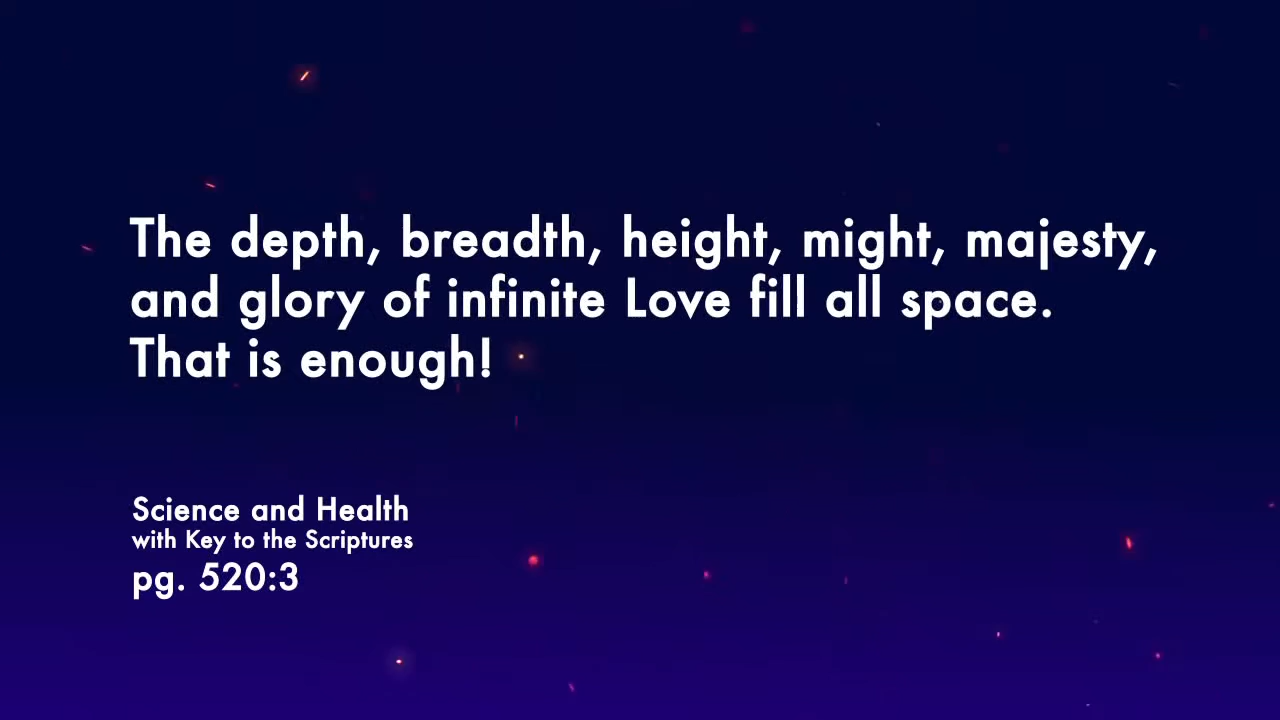 The depth, breadth, height, might, majesty,
and glory of infinite Love fill all space.
That is enough!
Science and Health
with Key to the Scriptures
pg. 520:3